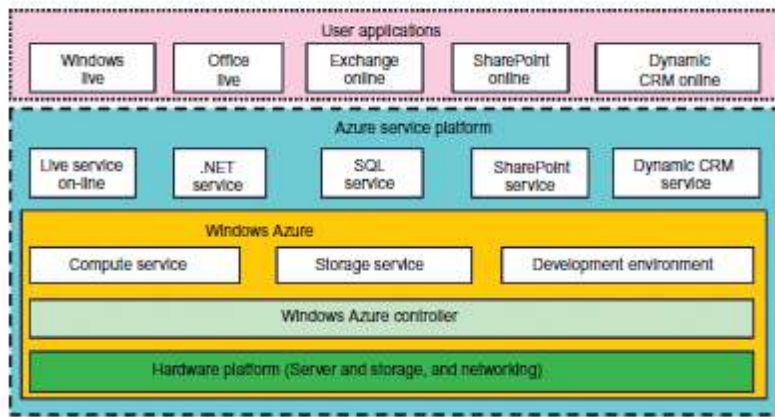 User applications
Windows live
Office live
Exchange online
SharePoint online
Dynamic CRM online
Azure service platform
Live service on-line
.NET service
SQL service
SharePoint service
Dynamic CRM service
Windows Azure
Compute service
Storage service
Development environment
Windows Azure controller
Hardware platform (Server and storage, and networking)